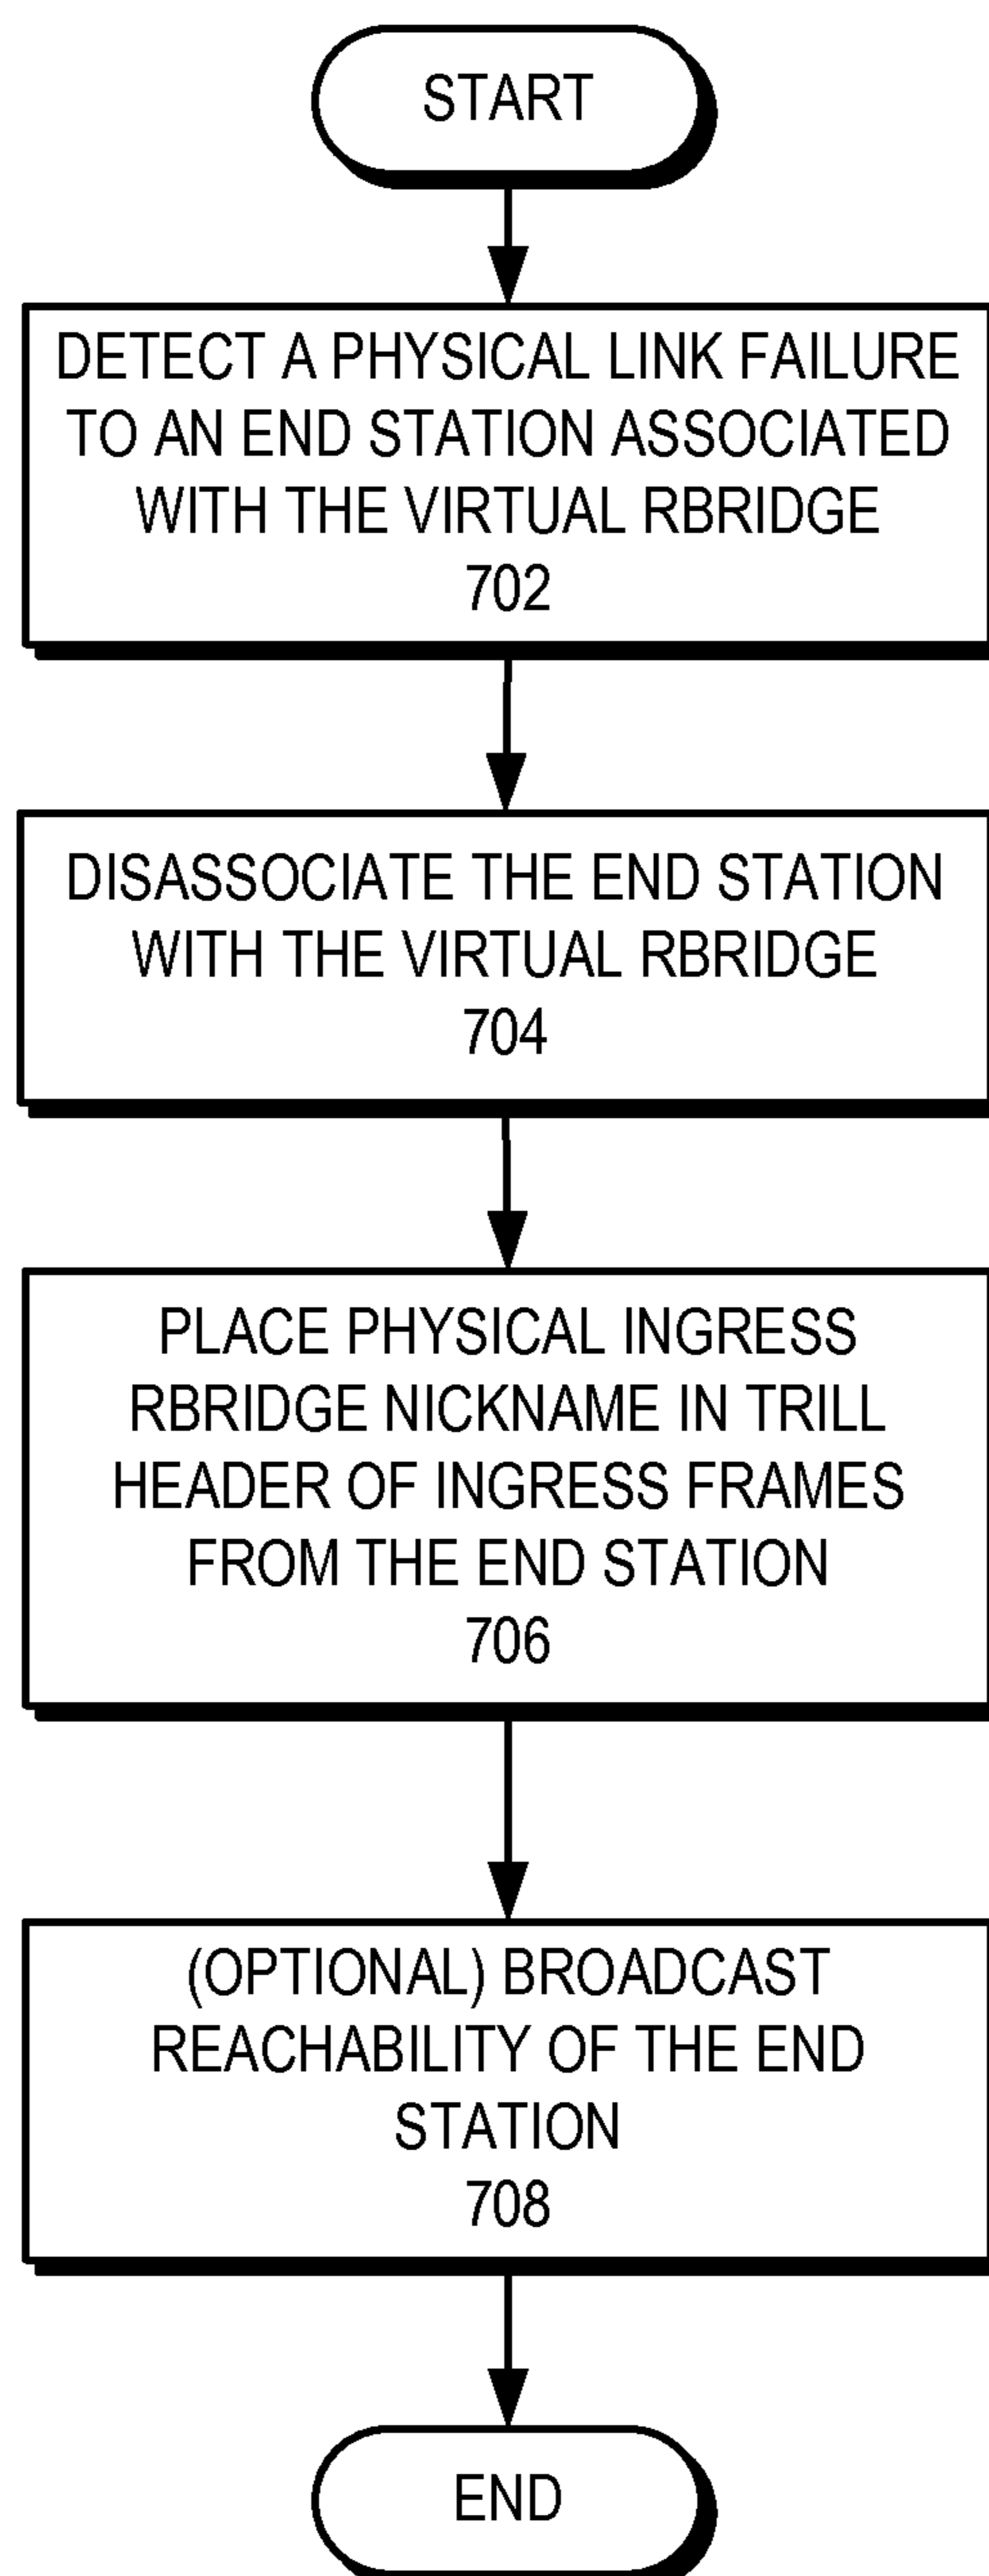 START
DETECT A PHYSICAL LINK FAILURE
TO AN END STATION ASSOCIATED
WITH THE VIRTUAL RBRIDGE
702
DISASSOCIATE THE END STATION
WITH THE VIRTUAL RBRIDGE
704
PLACE PHYSICAL INGRESS
RBRIDGE NICKNAME IN TRILL
HEADER OF INGRESS FRAMES
FROM THE END STATION
706
(OPTIONAL) BROADCAST
REACHABILITY OF THE END
STATION
708
END